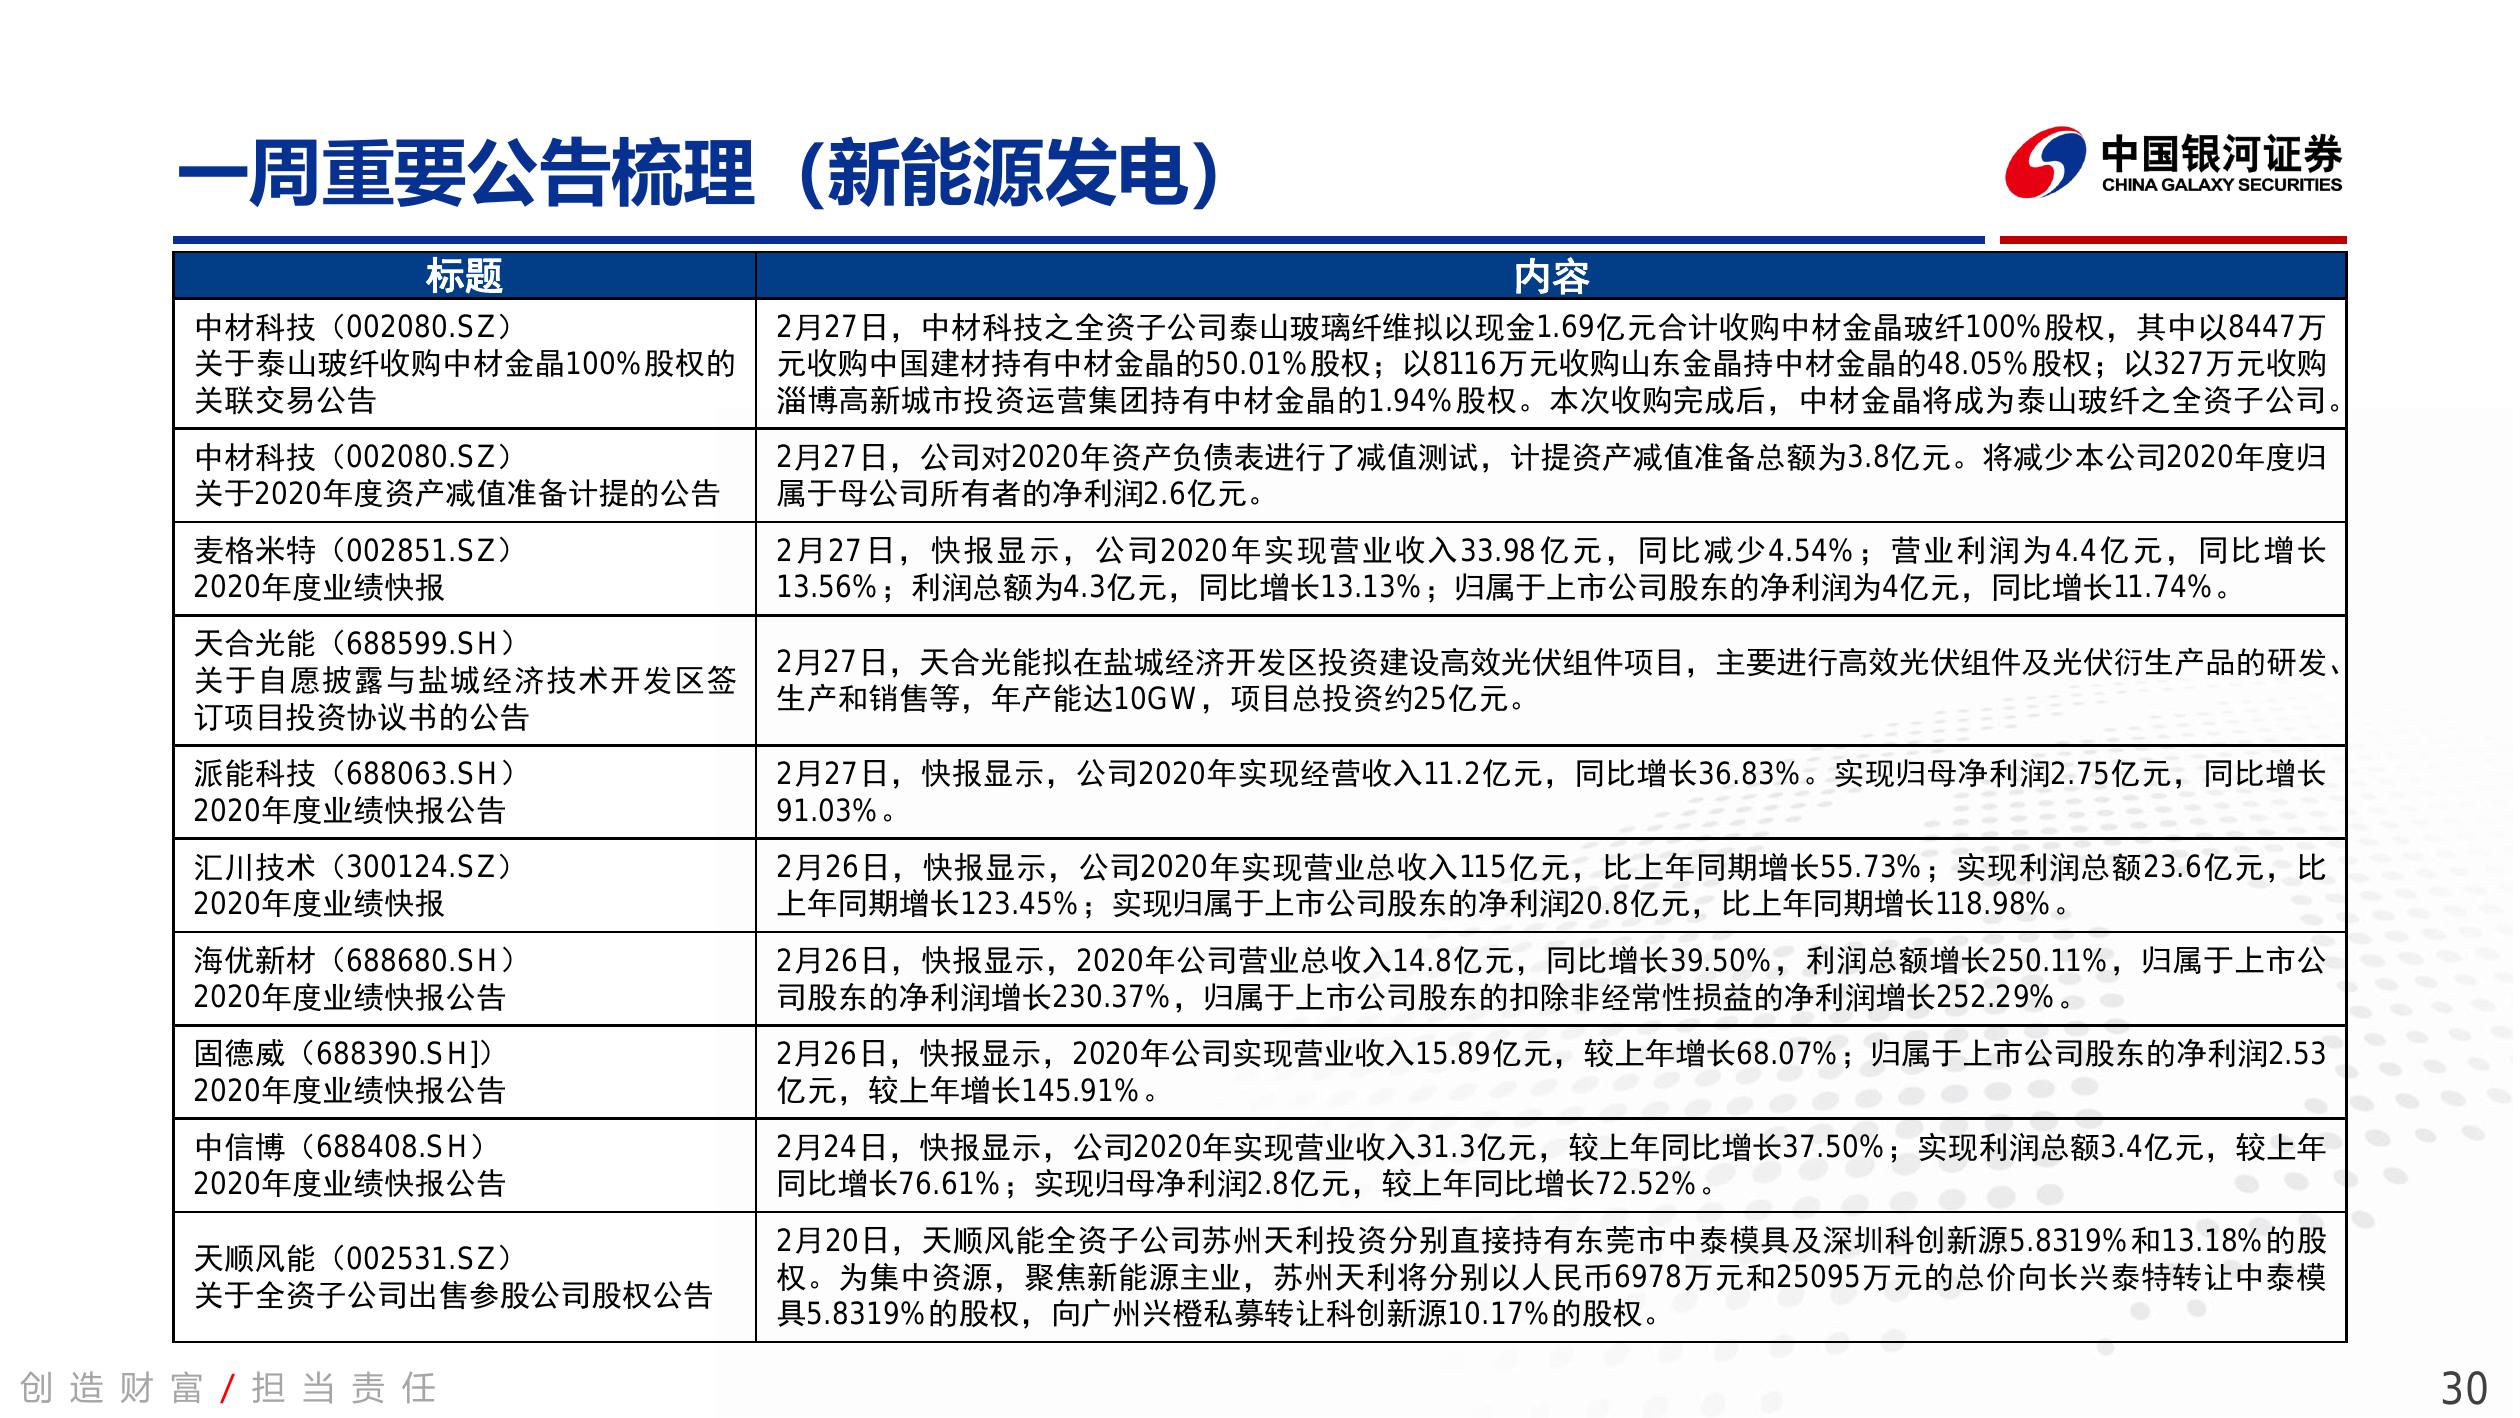 一周重要公告梳理（新能源发电）
中国银河证券
CHINA GALAXY SECURITIES
标题
内容
中材科技（002080.SZ）
关于泰山玻纤收购中材金晶100%股权的
关联交易公告
2月27日，中材科技之全资子公司泰山玻璃纤维拟以现金1.69亿元合计收购中材金晶玻纤100%股权，其中以8447万
元收购中国建材持有中材金晶的50.01%股权；以8116万元收购山东金晶持中材金晶的48.05%股权；以327万元收购
淄博高新城市投资运营集团持有中材金晶的1.94%股权。本次收购完成后，中材金晶将成为泰山玻纤之全资子公司。
中材科技（002080.SZ）
关于2020年度资产减值准备计提的公告
2月27日，公司对2020年资产负债表进行了减值测试，计提资产减值准备总额为3.8亿元。将减少本公司2020年度归
属于母公司所有者的净利润2.6亿元。
麦格米特（002851.SZ）
2020年度业绩快报
2月27日，快报显示，公司2020年实现营业收入33.98亿元，同比减少4.54%；营业利润为4.4亿元，同比增长
13.56%；利润总额为4.3亿元，同比增长13.13%；归属于上市公司股东的净利润为4亿元，同比增长11.74%。
天合光能（688599.SH）
关于自愿披露与盐城经济技术开发区签
订项目投资协议书的公告
2月27日，天合光能拟在盐城经济开发区投资建设高效光伏组件项目，主要进行高效光伏组件及光伏衍生产品的研发、
生产和销售等，年产能达10GW，项目总投资约25亿元。
派能科技（688063.SH）
2020年度业绩快报公告
2月27日，快报显示，公司2020年实现经营收入11.2亿元，同比增长36.83%。实现归母净利润2.75亿元，同比增长
91.03%。
汇川技术（300124.SZ）
2020年度业绩快报
2月26日，快报显示，公司2020年实现营业总收入115亿元，比上年同期增长55.73%；实现利润总额23.6亿元，比
上年同期增长123.45%；实现归属于上市公司股东的净利润20.8亿元，比上年同期增长118.98%。
海优新材（688680.SH）
2020年度业绩快报公告
2月26日，快报显示，2020年公司营业总收入14.8亿元，同比增长39.50%，利润总额增长250.11%，归属于上市公
司股东的净利润增长230.37%，归属于上市公司股东的扣除非经常性损益的净利润增长252.29%。
固德威（688390.SH]）
2020年度业绩快报公告
2月26日，快报显示，2020年公司实现营业收入15.89亿元，较上年增长68.07%；归属于上市公司股东的净利润2.53
亿元，较上年增长145.91%。
中信博（688408.SH）
2020年度业绩快报公告
2月24日，快报显示，公司2020年实现营业收入31.3亿元，较上年同比增长37.50%；实现利润总额3.4亿元，较上年
同比增长76.61%；实现归母净利润2.8亿元，较上年同比增长72.52%。
天顺风能（002531.SZ）
关于全资子公司出售参股公司股权公告
2月20日，天顺风能全资子公司苏州天利投资分别直接持有东莞市中泰模具及深圳科创新源5.8319%和13.18%的股
权。为集中资源，聚焦新能源主业，苏州天利将分别以人民币6978万元和25095万元的总价向长兴泰特转让中泰模
具5.8319%的股权，向广州兴橙私募转让科创新源10.17%的股权。
创造财富/担当责任
30